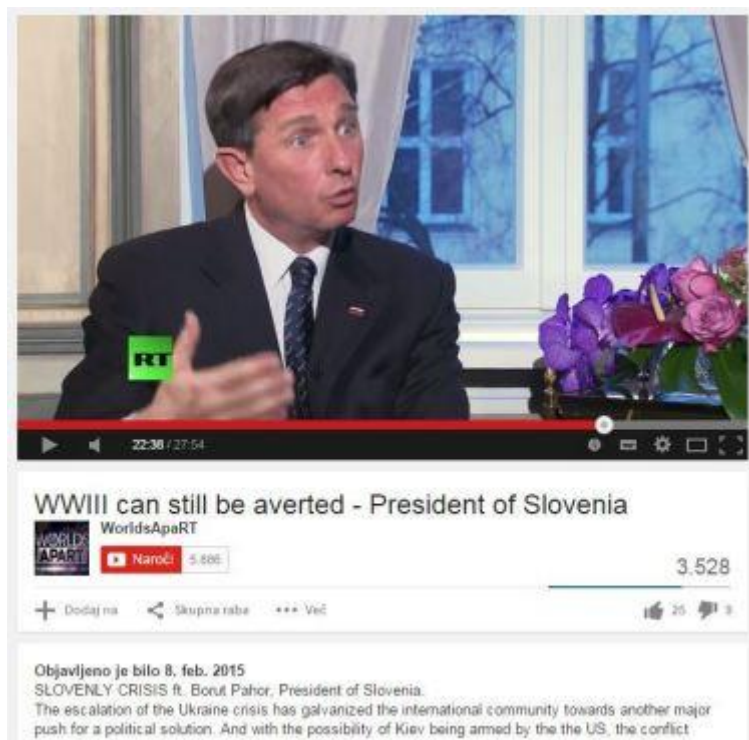 RT
22:38 / 27:54
WWIII can still be averted - President of Slovenia
WORLDS
APART
WorldsApaRT
Naroči 5.886
3.528
Dodaj na Skupna raba Več
25
Objavljeno je bilo 8. feb. 2015
SLOVENLY CRISIS ft. Borut Pahor, President of Slovenia.
The escalation of the Ukraine crisis has galvanized the international community towards another major
push for a political solution. And with the possibility of Kiev being armed by the the US, the conflict